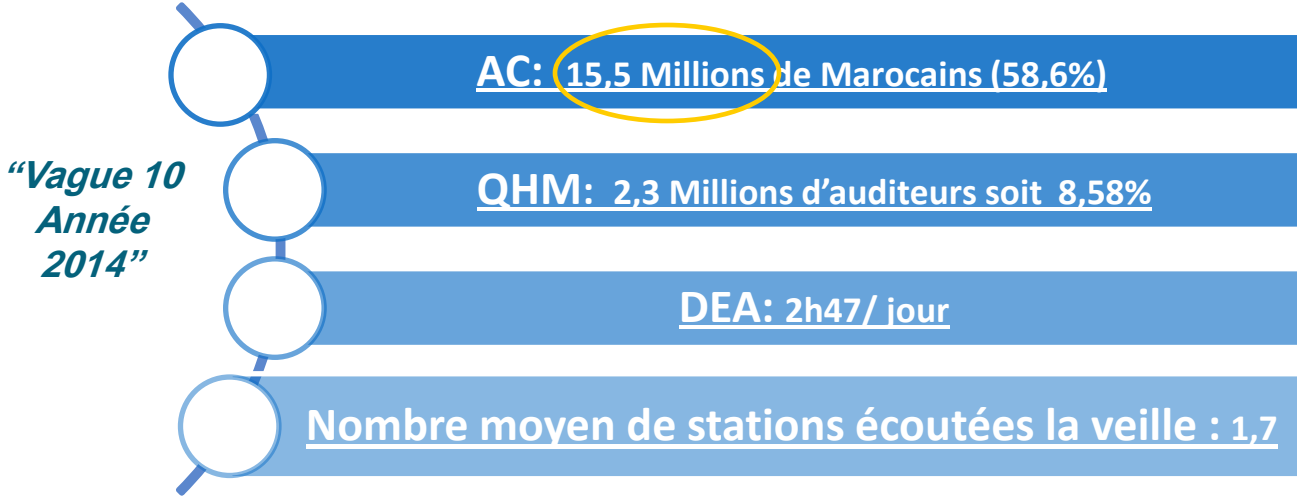 “Vague 10
Année
2014”
AC: 15,5 Millions de Marocains (58,6%)
QHM: 2,3 Millions d’auditeurs soit 8,58%
DEA: 2h47/ jour
Nombre moyen de stations écoutées la veille : 1,7